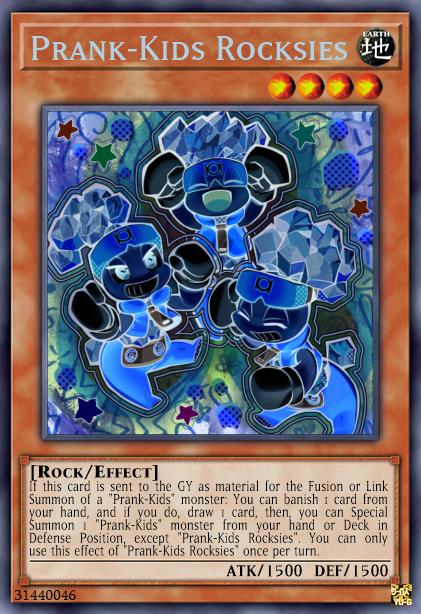 PRANK-KIDS ROCKSIES
EARTH
地
[ROCK/EFFECT]
If this card is sent to the GY as material for the Fusion or Link
Summon of a "Prank-Kids" monster: You can banish 1 card from
your hand, and if you do, draw 1 card, then, you can Special
Summon 1 "Prank-Kids" monster from your hand or Deck in
Defense Position, except "Prank-Kids Rocksies". You can only
use this effect of "Prank-Kids Rocksies" once per turn.
ATK/1500 DEF/1500
31440046